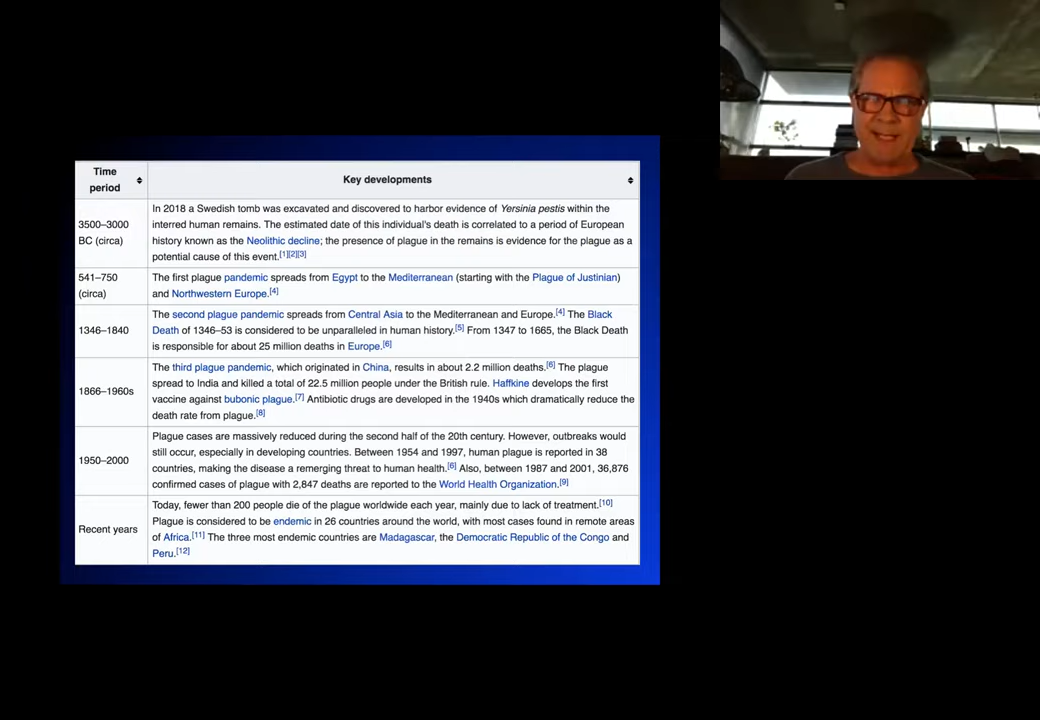 Time
period
Key developments
3500–3000
BC (circa)
In 2018 a Swedish tomb was excavated and discovered to harbor evidence of Yersinia pestis within the
interred human remains. The estimated date of this individual's death is correlated to a period of European
history known as the Neolithic decline; the presence of plague in the remains is evidence for the plague as a
potential cause of this event.[1][2][3]
541–750
(circa)
The first plague pandemic spreads from Egypt to the Mediterranean (starting with the Plague of Justinian)
and Northwestern Europe.[4]
1346–1840
The second plague pandemic spreads from Central Asia to the Mediterranean and Europe.[4] The Black
Death of 1346–53 is considered to be unparalleled in human history.[5] From 1347 to 1665, the Black Death
is responsible for about 25 million deaths in Europe.[6]
1866–1960s
The third plague pandemic, which originated in China, results in about 2.2 million deaths.[6] The plague
spread to India and killed a total of 22.5 million people under the British rule. Haffkine develops the first
vaccine against bubonic plague.[7] Antibiotic drugs are developed in the 1940s which dramatically reduce the
death rate from plague.[8]
1950–2000
Plague cases are massively reduced during the second half of the 20th century. However, outbreaks would
still occur, especially in developing countries. Between 1954 and 1997, human plague is reported in 38
countries, making the disease a remerging threat to human health.[6] Also, between 1987 and 2001, 36,876
confirmed cases of plague with 2,847 deaths are reported to the World Health Organization.[9]
Recent years
Today, fewer than 200 people die of the plague worldwide each year, mainly due to lack of treatment.[10]
Plague is considered to be endemic in 26 countries around the world, with most cases found in remote areas
of Africa.[11] The three most endemic countries are Madagascar, the Democratic Republic of the Congo and
Peru.[12]